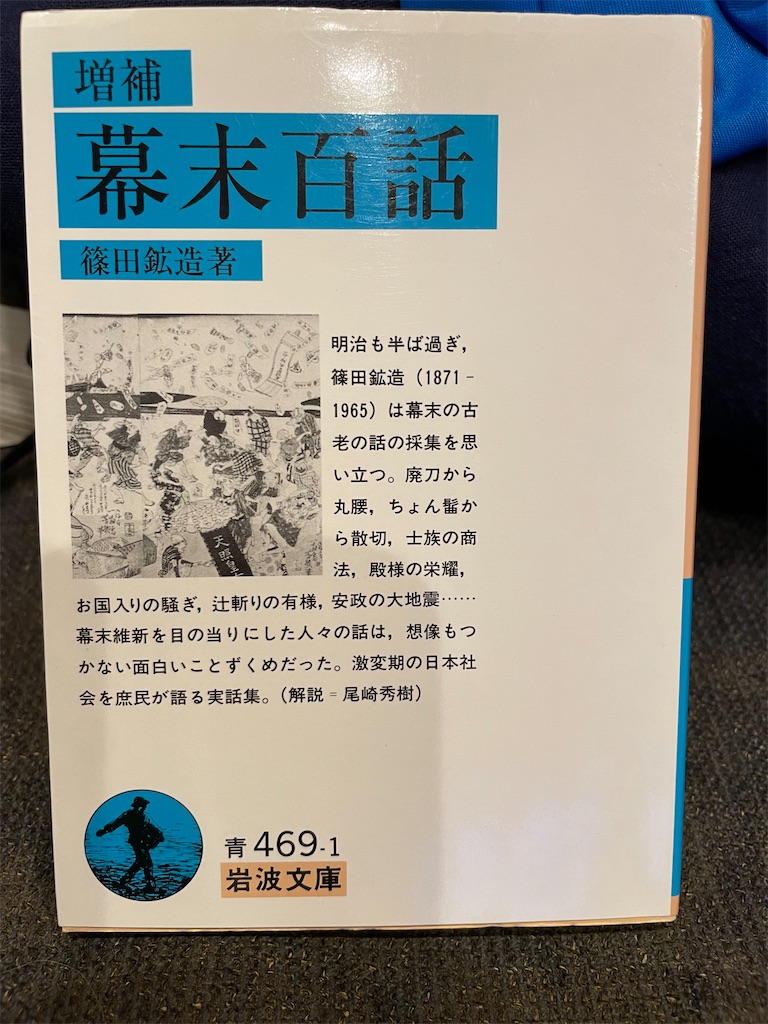 増補
幕末百話
篠田鉱造著
明治も半ば過ぎ，
篠田鉱造（1871－
1965）は幕末の古
老の話の採集を思
い立つ。廃刀から
丸腰，ちょん髷か
ら散切，士族の商
法，殿様の栄耀，
お国入りの騒ぎ，辻斬りの有様，安政の大地震……
幕末維新を目の当りにした人々の話は，想像もつ
かない面白いことずくめだった。激変期の日本社
会を庶民が語る実話集。（解説＝尾崎秀樹）
天照皇
青 469-1
岩波文庫